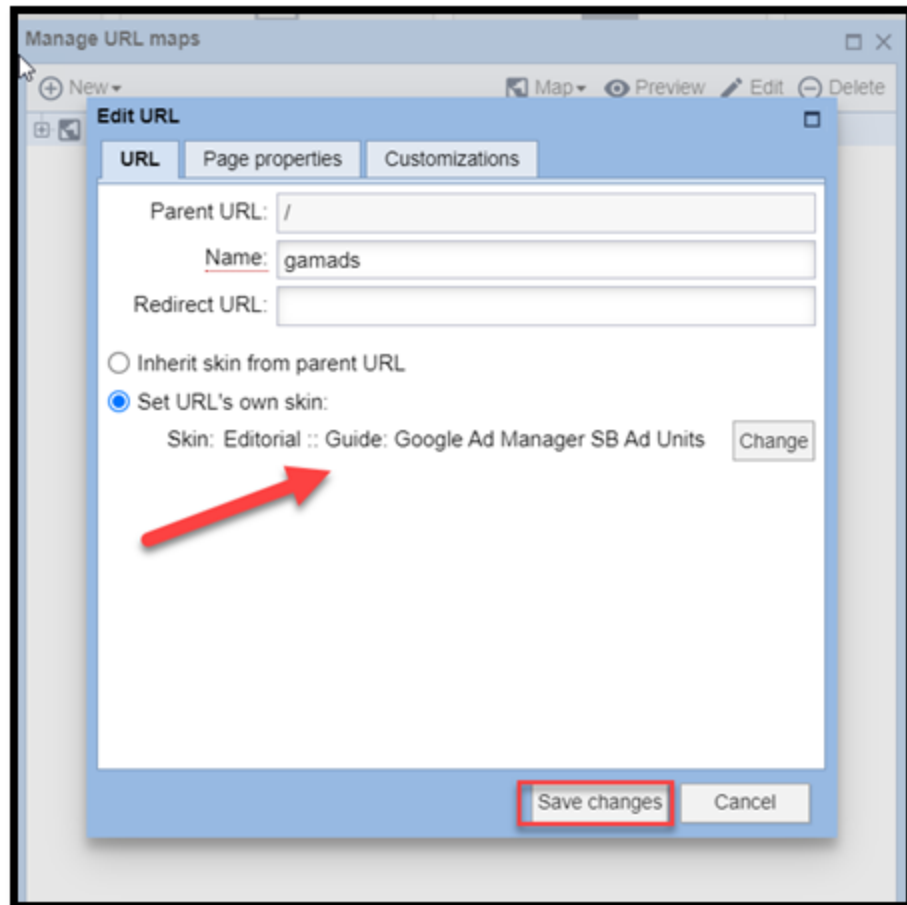 Manage URL maps
New
Map Preview Edit Delete
Edit URL
URL Page properties Customizations
Parent URL: /
Name: gamads
Redirect URL:
Inherit skin from parent URL
Set URL's own skin:
Skin: Editorial :: Guide: Google Ad Manager SB Ad Units Change
Save changes Cancel